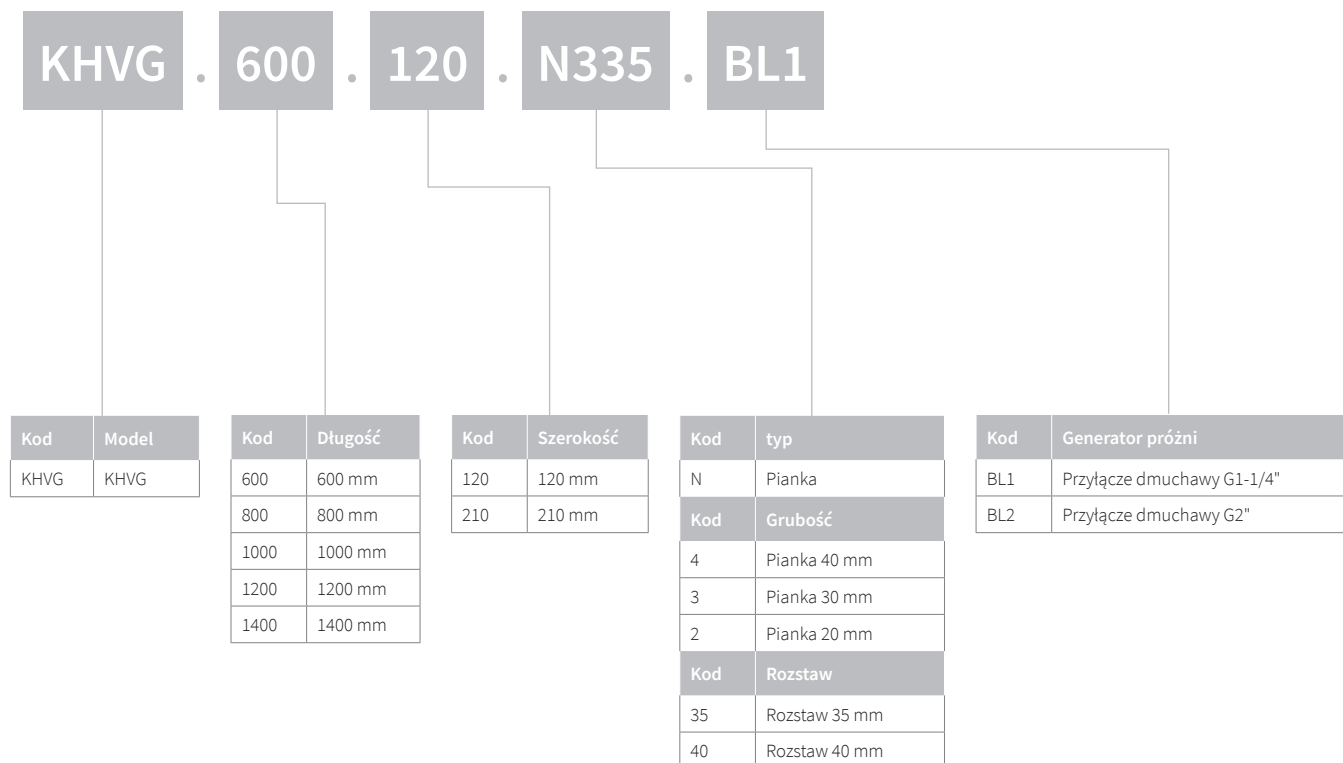 KHVG . 600 . 120 . N335 . BL1
Kod Model
KHVG KHVG
Kod Długość
600 600 mm
800 800 mm
1000 1000 mm
1200 1200 mm
1400 1400 mm
Kod Szerokość
120 120 mm
210 210 mm
Kod typ
N Pianka
Kod Grubość
4 Pianka 40 mm
3 Pianka 30 mm
2 Pianka 20 mm
Kod Rozstaw
35 Rozstaw 35 mm
40 Rozstaw 40 mm
Kod Generator próżni
BL1 Przyłącze dmuchawy G1-1/4"
BL2 Przyłącze dmuchawy G2"